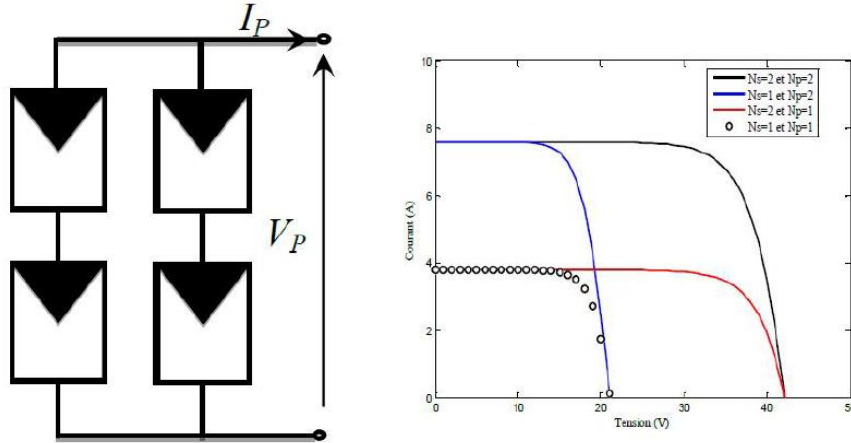 I_P
V_P
Ns=2 et Np=2
Ns=1 et Np=2
Ns=2 et Np=1
Ns=1 et Np=1
10
8
6
4
2
0
Courant (A)
0 10 20 30 40 50
Tension (V)